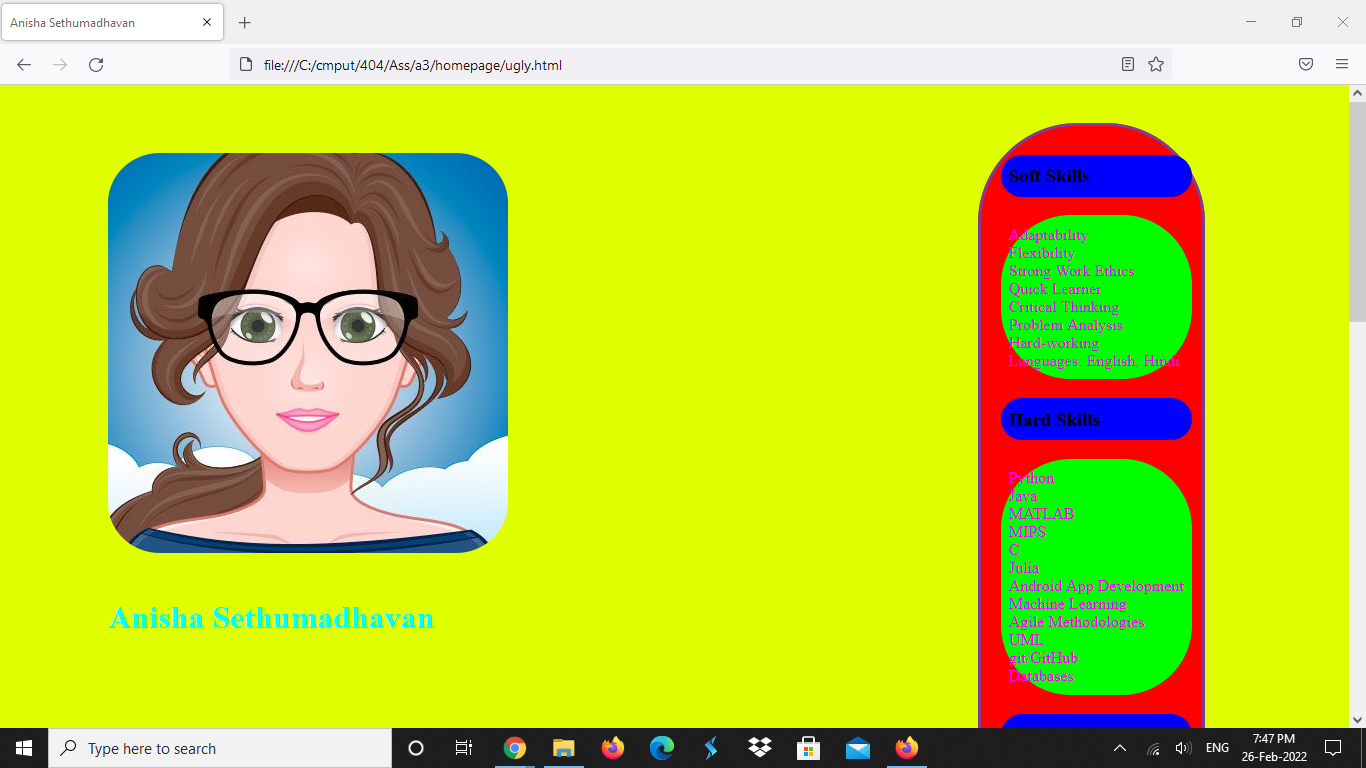 Anisha Sethumadhavan
file:///C:/cmput/404/Ass/a3/homepage/ugly.html
Anisha Sethumadhavan
Soft Skills
Adaptability
Flexibility
Strong Work Ethics
Quick Learner
Critical Thinking
Problem Analysis
Hard-working
Languages: English, Hindi
Hard Skills
Python
Java
MATLAB
MIPS
C
Julia
Android App Development
Machine Learning
Agile Methodologies
UML
git/GitHub
Databases
Type here to search
ENG
7:47 PM
26-Feb-2022